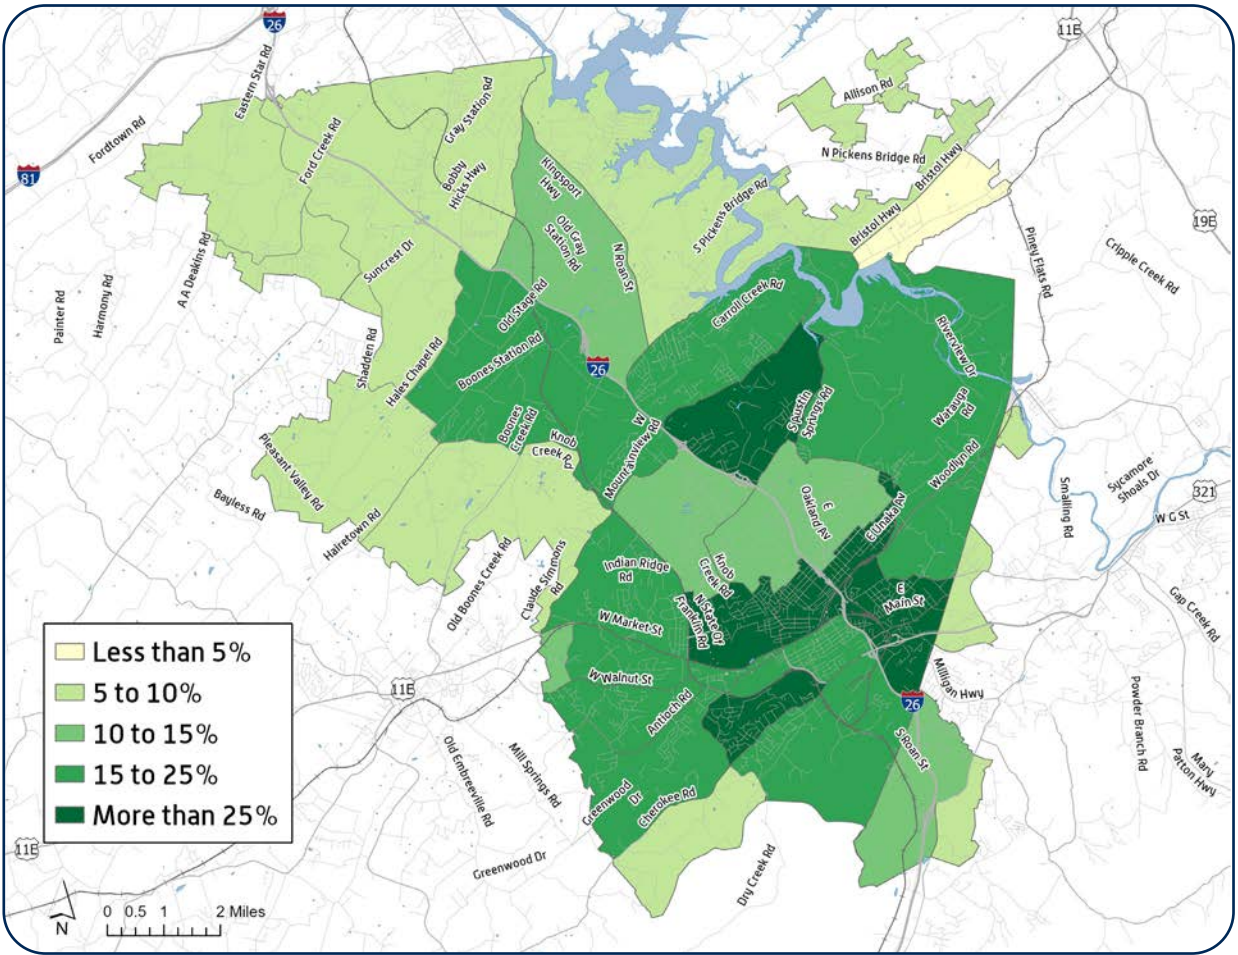 26
11E
Eastern Star Rd
Allison Rd
Gray Station Rd
Fordtown Rd
Ford Creek Rd
N Pickens Bridge Rd
Bristol Hwy
81
Bobby
Hicks Hwy
Kingsport
Hwy
S Pickens Bridge Rd
Bristol Hwy
19E
Old Gray
Station Rd
N Roan St
A A Deakins Rd
Suncrest Dr
Piney Flats Rd
Cripple Creek Rd
Painter Rd
Harmony Rd
Old Stage Rd
Carroll Creek Rd
Shadden Rd
Hales Chapel Rd
Boones Station Rd
26
Riverview Dr
S Austin
Springs Rd
Watauga
Rd
Boones
Creek Rd
Knob
Creek Rd
W
Mountainview Rd
Pleasant Valley Rd
Woodlyn Rd
Bayless Rd
Hairetown Rd
E
Oakland Av
E Unaka Av
Smalling Rd
Sycamore
Shoals Dr
321
W G St
Old Boones Creek Rd
Claude Simmons
Rd
Indian Ridge
Rd
Knob
Creek Rd
N State Of
Franklin Rd
E
Main St
Gap Creek Rd
W Market St
W Walnut St
Less than 5%
5 to 10%
10 to 15%
15 to 25%
More than 25%
11E
Antioch Rd
26
Milligan Hwy
S Roan St
Powder Branch Rd
Mary
Patton Hwy
Old Embreeville Rd
Mill Springs Rd
Greenwood
Dr
Cherokee Rd
11E
Greenwood Dr
Dry Creek Rd
N
0 0.5 1 2 Miles